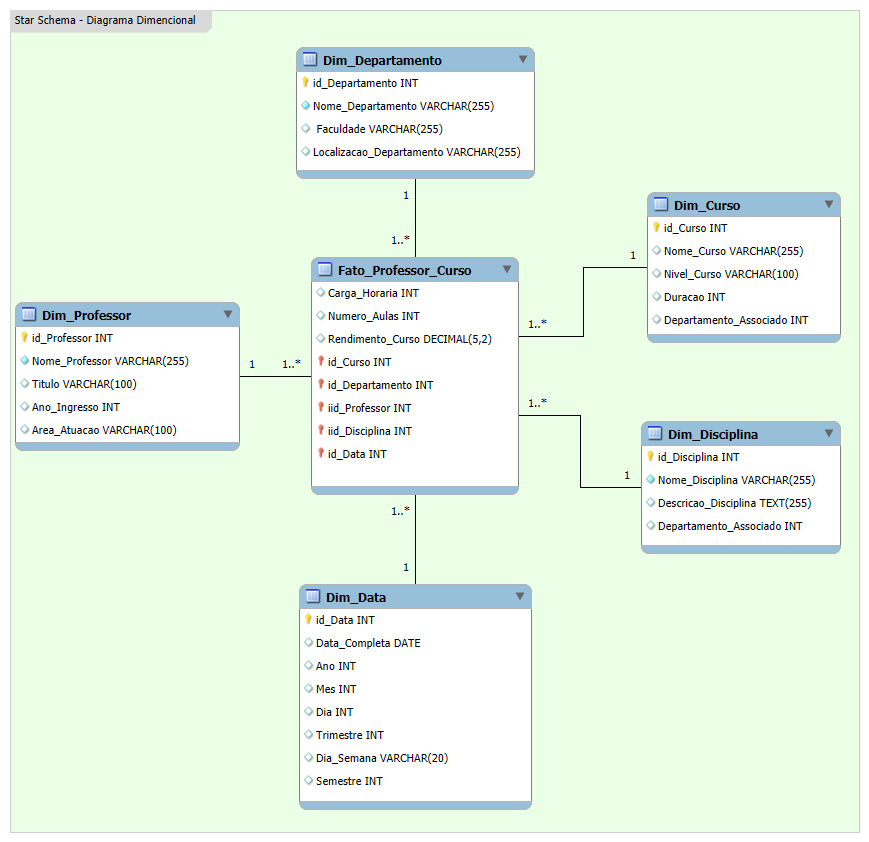 Star Schema - Diagrama Dimencional
Dim_Departamento
id_Departamento INT
Nome_Departamento VARCHAR(255)
Faculdade VARCHAR(255)
Localizacao_Departamento VARCHAR(255)
1
1..*
Dim_Curso
id_Curso INT
Nome_Curso VARCHAR(255)
Nivel_Curso VARCHAR(100)
Duracao INT
Departamento_Associado INT
1
1..*
Fato_Professor_Curso
Carga_Horaria INT
Numero_Aulas INT
Rendimento_Curso DECIMAL(5,2)
id_Curso INT
id_Departamento INT
iid_Professor INT
iid_Disciplina INT
id_Data INT
Dim_Professor
id_Professor INT
Nome_Professor VARCHAR(255)
Titulo VARCHAR(100)
Ano_Ingresso INT
Area_Atuacao VARCHAR(100)
1
1..*
1..*
1
Dim_Disciplina
id_Disciplina INT
Nome_Disciplina VARCHAR(255)
Descricao_Disciplina TEXT(255)
Departamento_Associado INT
1..*
1
Dim_Data
id_Data INT
Data_Completa DATE
Ano INT
Mes INT
Dia INT
Trimestre INT
Dia_Semana VARCHAR(20)
Semestre INT